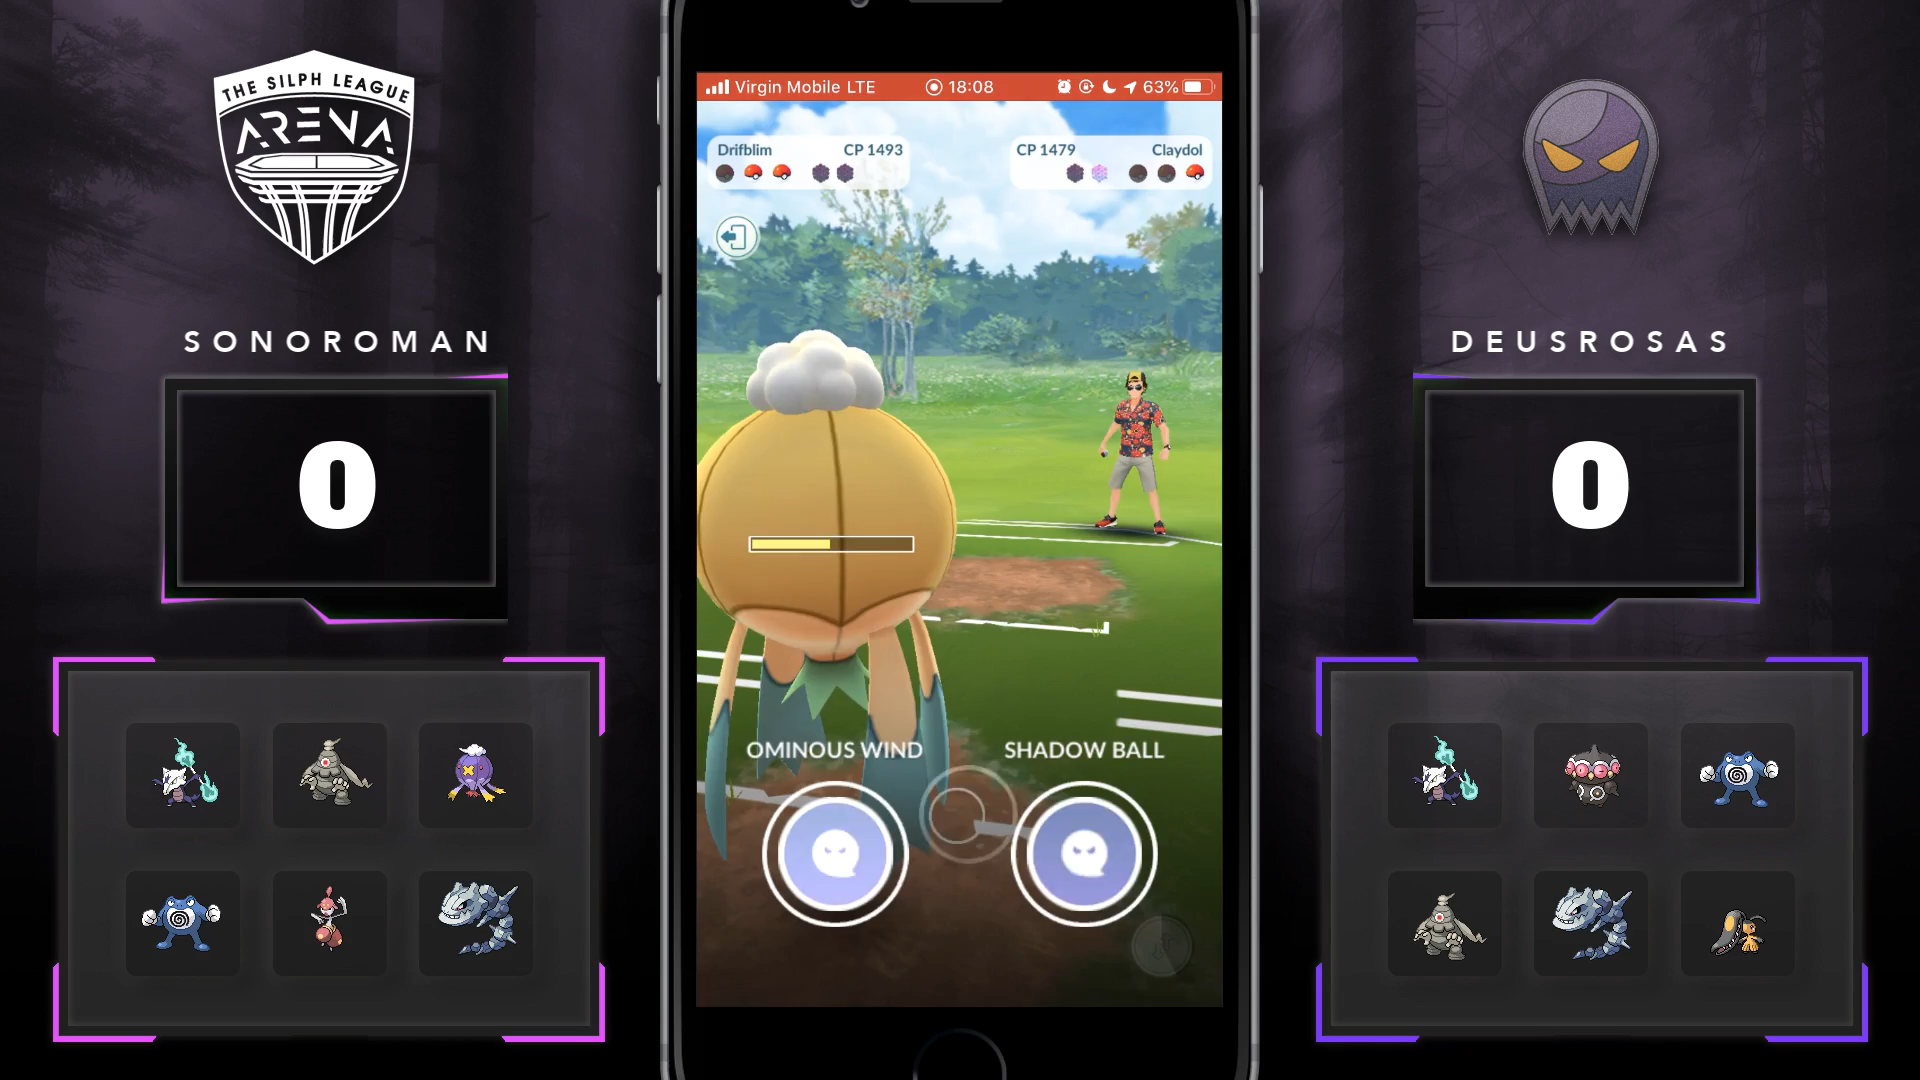 THE SILPH LEAGUE
ARENA
SONOROMAN
0
Virgin Mobile LTE
18:08
63%
Drifblim
CP 1493
CP 1479
Claydol
OMINOUS WIND
SHADOW BALL
DEUSROSAS
0